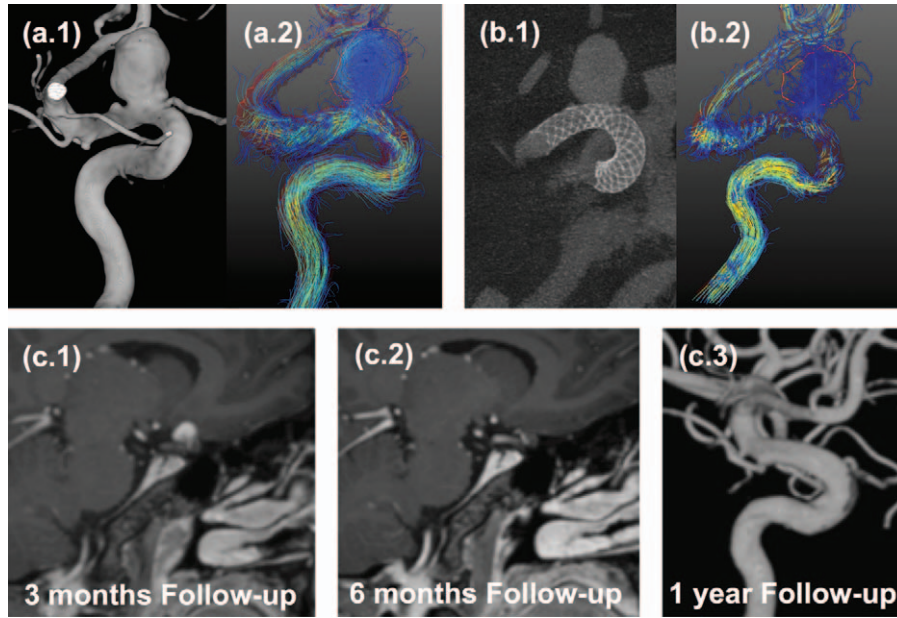 (a.1)
(a.2)
(b.1)
(b.2)
(c.1)
3 months Follow-up
(c.2)
6 months Follow-up
(c.3)
1 year Follow-up